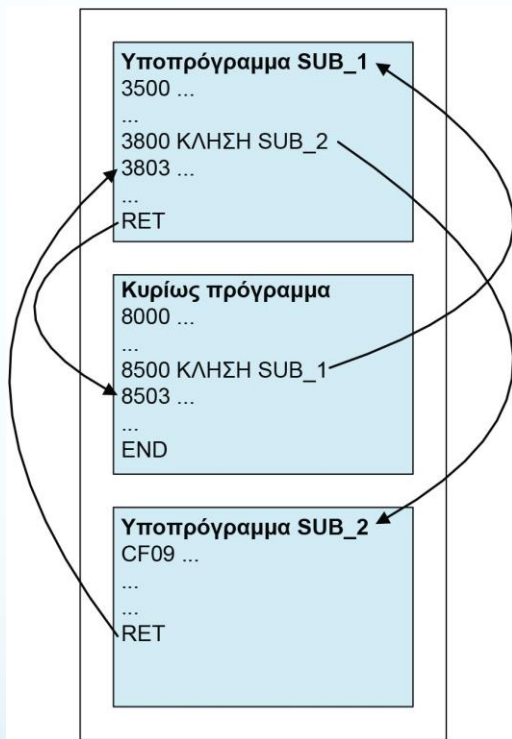 Υποπρόγραμμα SUB_1
3500 ...
...
3800 ΚΛΗΣΗ SUB_2
3803 ...
...
RET
Κυρίως πρόγραμμα
8000 ...
...
8500 ΚΛΗΣΗ SUB_1
8503 ...
...
END
Υποπρόγραμμα SUB_2
CF09 ...
...
...
RET